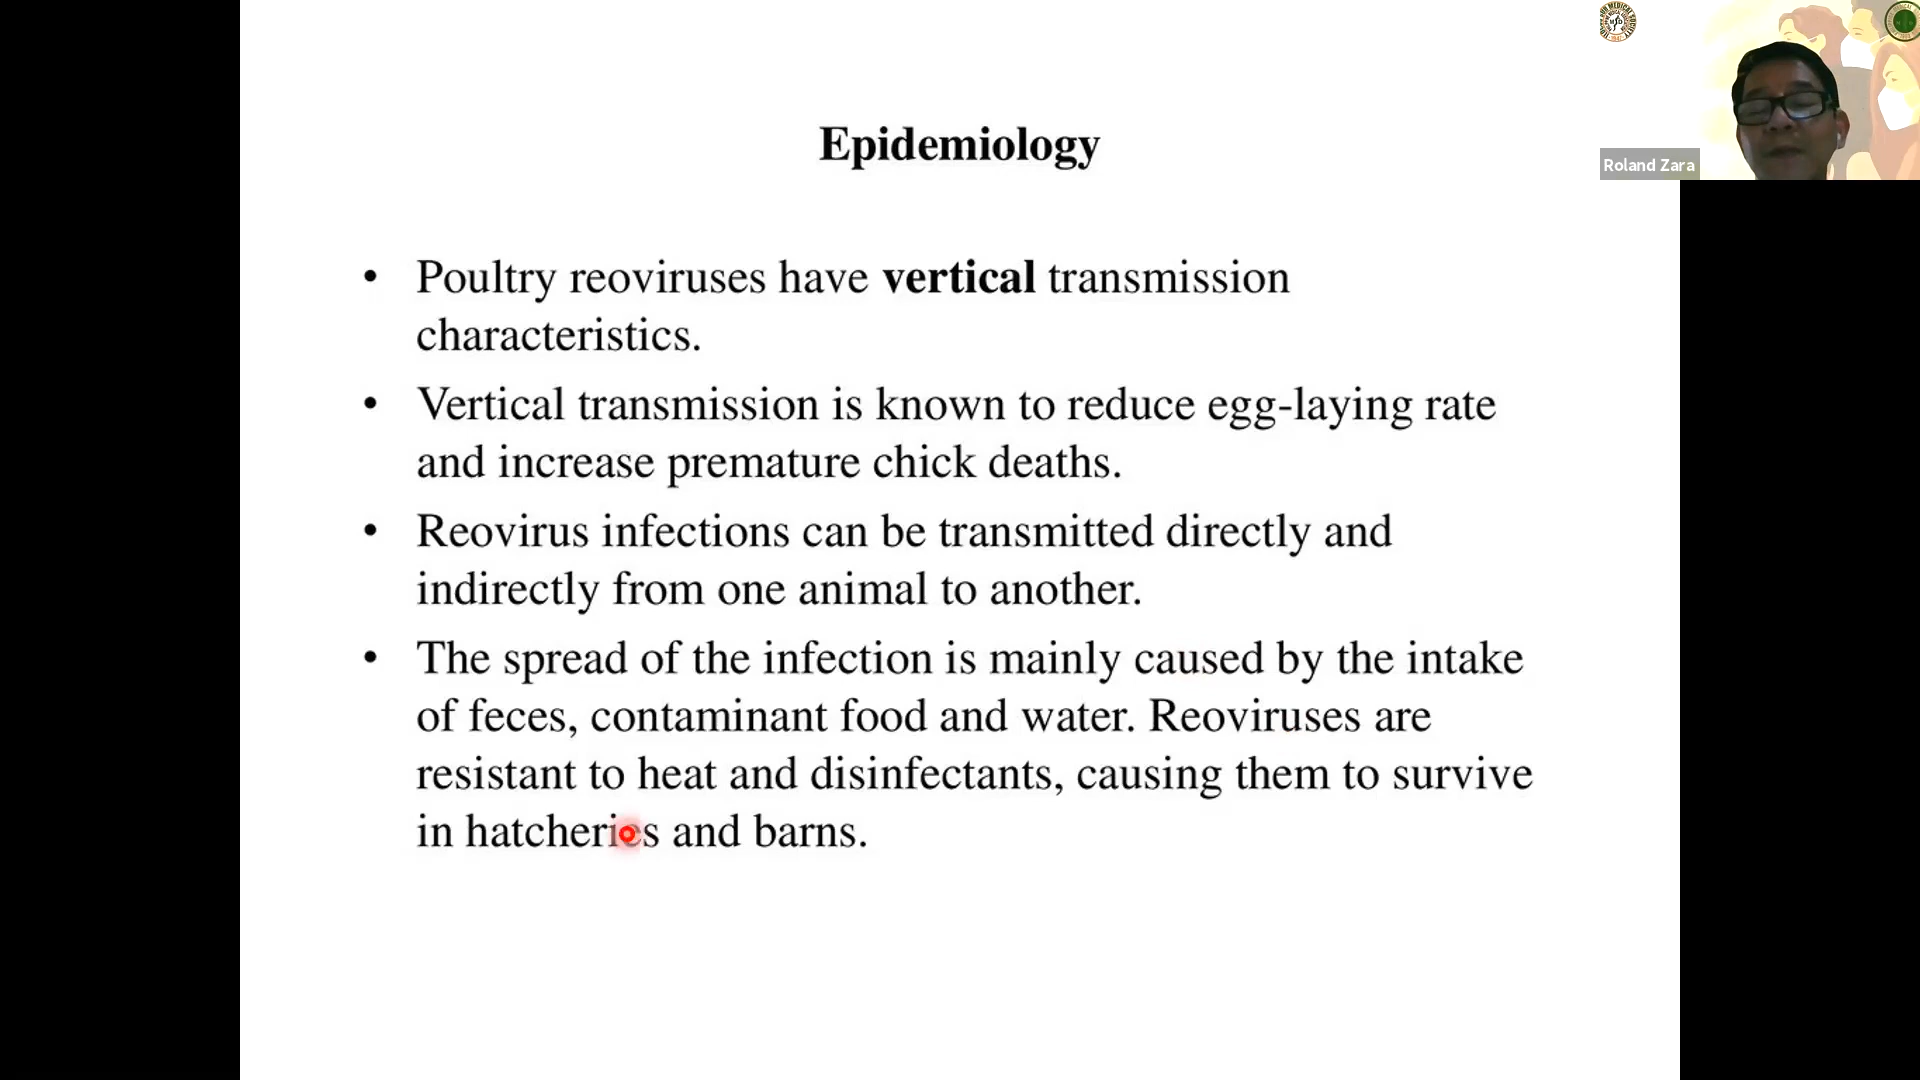 Epidemiology
• Poultry reoviruses have vertical transmission
characteristics.
• Vertical transmission is known to reduce egg-laying rate
and increase premature chick deaths.
• Reovirus infections can be transmitted directly and
indirectly from one animal to another.
• The spread of the infection is mainly caused by the intake
of feces, contaminant food and water. Reoviruses are
resistant to heat and disinfectants, causing them to survive
in hatcheries and barns.
Roland Zara